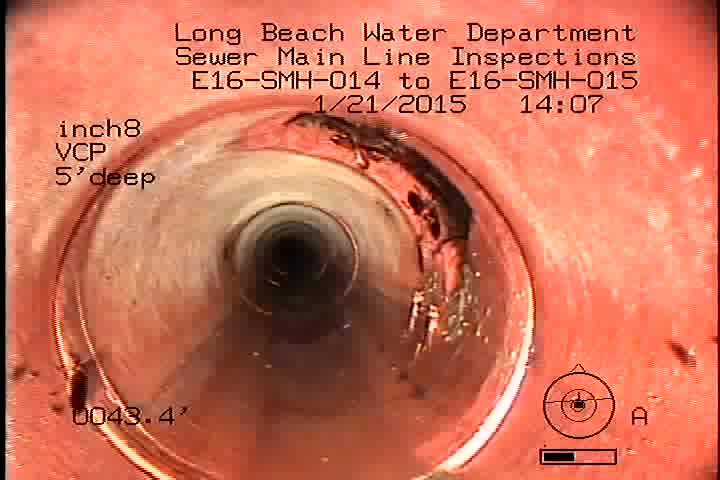 Long Beach Water Department
Sewer Main Line Inspections
E16-SMH-014 to E16-SMH-015
1/21/2015 14:07
inch8
VCP
5'deep
0043.4'
A